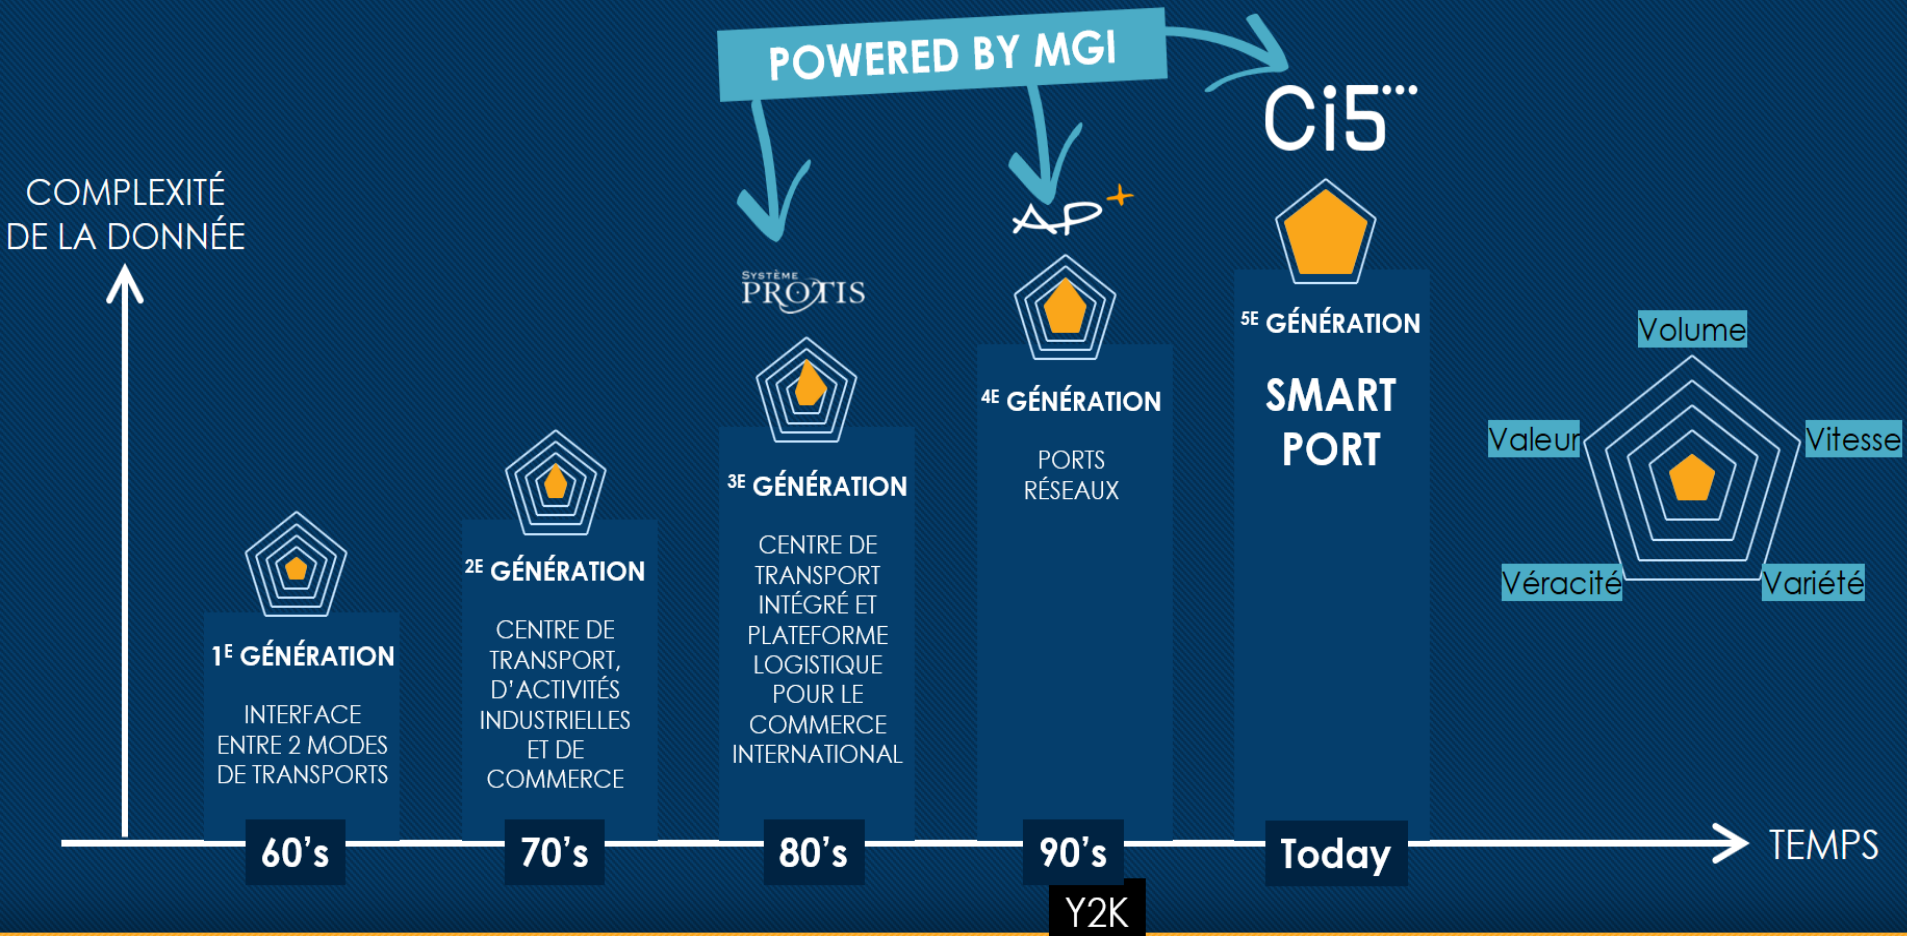 POWERED BY MGI
Ci5
COMPLEXITÉ
DE LA DONNÉE
SYSTÈME
PROTIS
AP+
1E GÉNÉRATION
INTERFACE
ENTRE 2 MODES
DE TRANSPORTS
2E GÉNÉRATION
CENTRE DE
TRANSPORT,
D’ACTIVITÉS
INDUSTRIELLES
ET DE
COMMERCE
3E GÉNÉRATION
CENTRE DE
TRANSPORT
INTÉGRÉ ET
PLATEFORME
LOGISTIQUE
POUR LE
COMMERCE
INTERNATIONAL
4E GÉNÉRATION
PORTS
RÉSEAUX
5E GÉNÉRATION
SMART
PORT
Volume
Valeur
Vitesse
Véracité
Variété
60’s
70’s
80’s
90’s
Today
TEMPS
Y2K